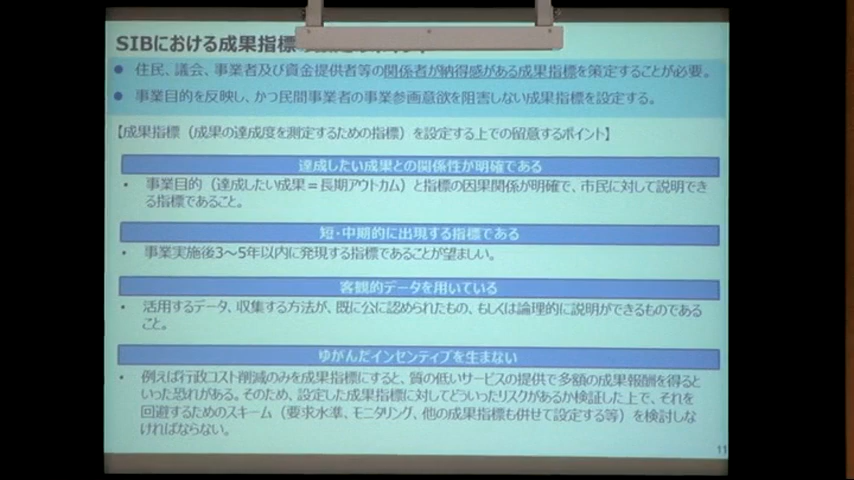 SIBにおける成果指標
● 住民、議会、事業者及び資金提供者等の関係者が納得感がある成果指標を策定することが必要。
● 事業目的を反映し、かつ民間事業者の事業参画意欲を阻害しない成果指標を設定する。
【成果指標（成果の達成度を測定するための指標）を設定する上での留意するポイント】
達成したい成果との関係性が明確である
• 事業目的（達成したい成果＝長期アウトカム）と指標の因果関係が明確で、市民に対して説明でき
る指標であること。
短・中期的に出現する指標である
• 事業実施後3～5年以内に発現する指標であることが望ましい。
客観的データを用いている
• 活用するデータ、収集する方法が、既に公に認められたもの、もしくは論理的に説明ができるものである
こと。
ゆがんだインセンティブを生まない
• 例えば行政コスト削減のみを成果指標にすると、質の低いサービスの提供で多額の成果報酬を得ると
いった恐れがある。そのため、設定した成果指標に対してどういったリスクがあるか検証した上で、それを
回避するためのスキーム（要求水準、モニタリング、他の成果指標も併せて設定する等）を検討しな
ければならない。
11